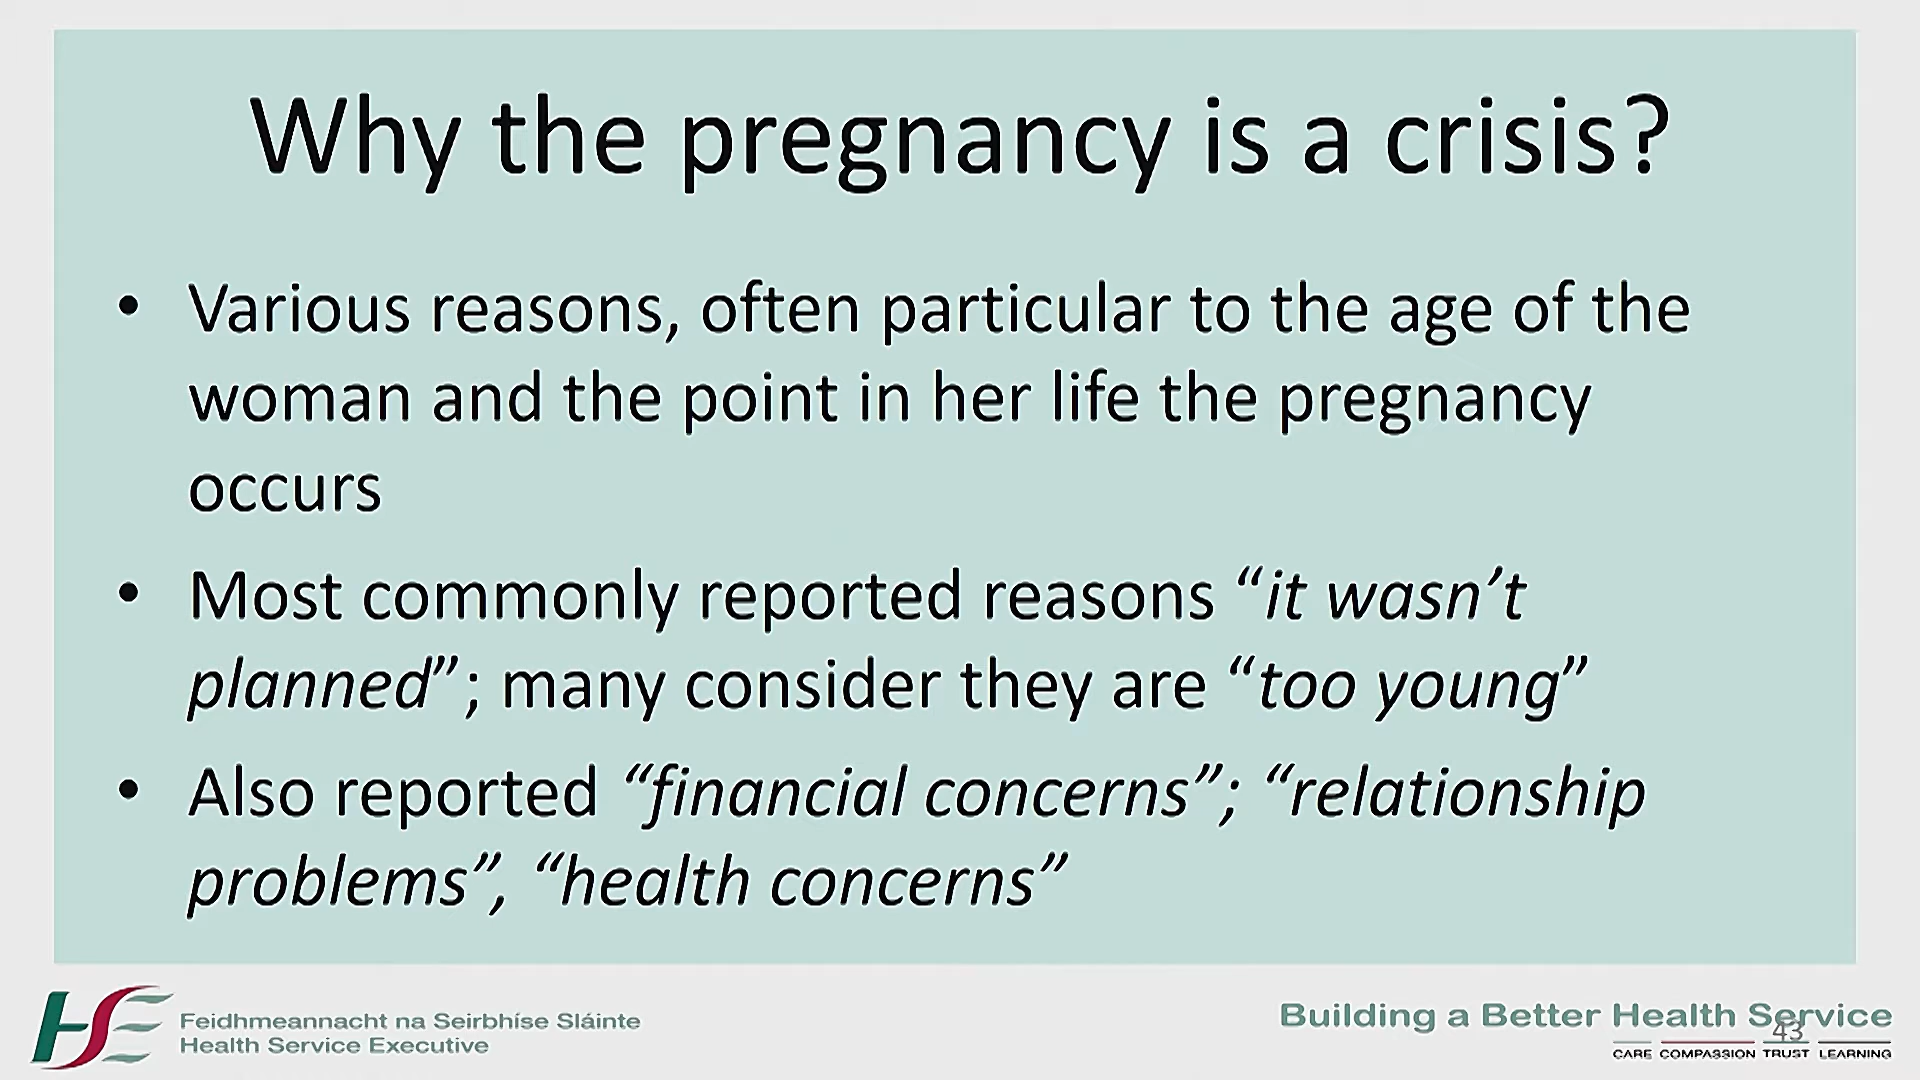 Why the pregnancy is a crisis?
• Various reasons, often particular to the age of the
woman and the point in her life the pregnancy
occurs
• Most commonly reported reasons “it wasn’t
planned”; many consider they are “too young”
• Also reported “financial concerns”; “relationship
problems”, “health concerns”
Feidhmeannacht na Seirbhíse Sláinte
Health Service Executive
Building a Better Health Service
43
CARE COMPASSION TRUST LEARNING